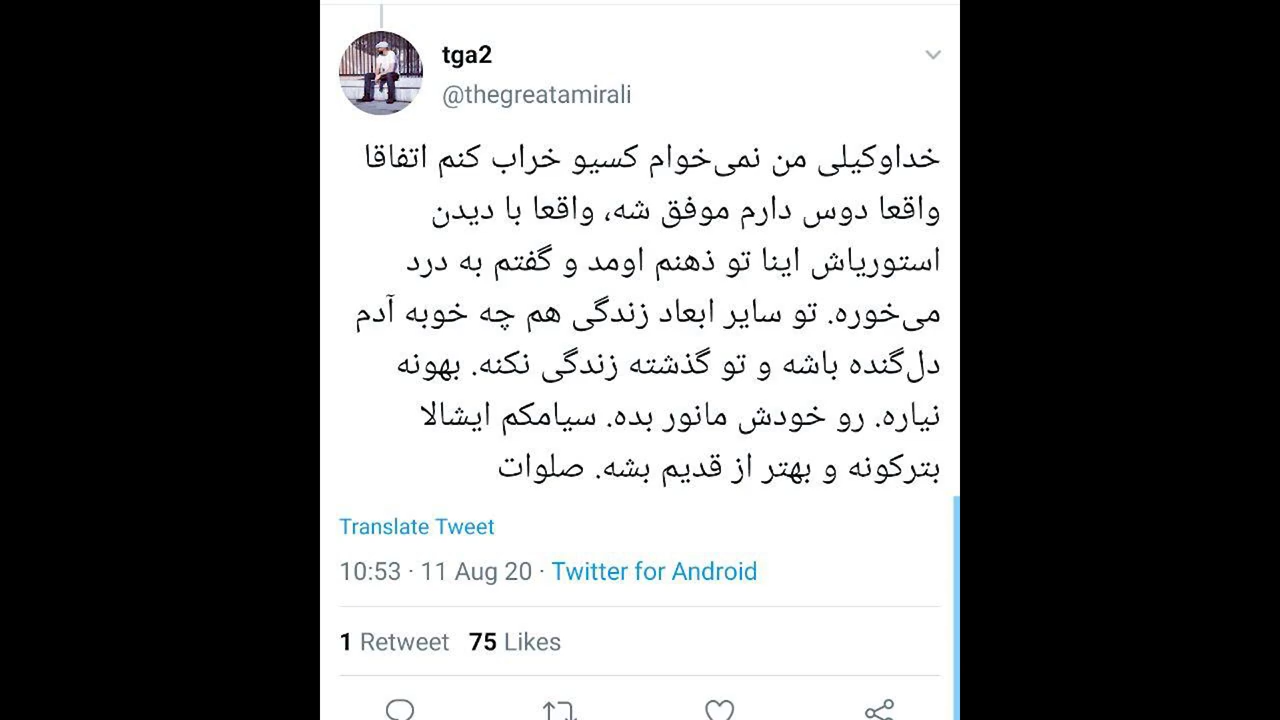 tga2
@thegreatamirali
خداوکیلی من نمی‌خوام کسیو خراب کنم اتفاقا
واقعا دوس دارم موفق شه، واقعا با دیدن
استوریاش اینا تو ذهنم اومد و گفتم به درد
می‌خوره. تو سایر ابعاد زندگی هم چه خوبه آدم
دل‌گنده باشه و تو گذشته زندگی نکنه. بهونه
نیاره. رو خودش مانور بده. سیامکم ایشالا
بترکونه و بهتر از قدیم بشه. صلوات
Translate Tweet
10:53 · 11 Aug 20 · Twitter for Android
1 Retweet 75 Likes